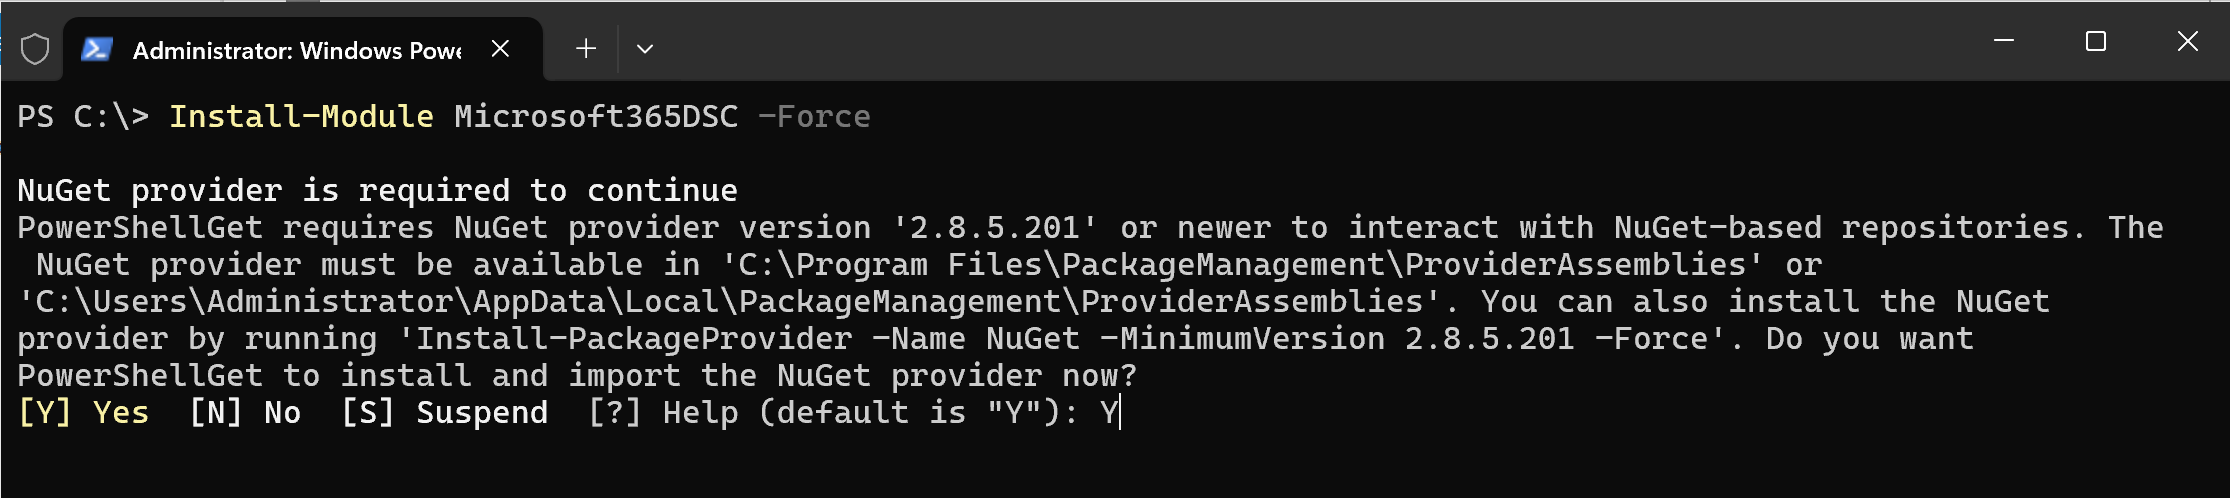 Administrator: Windows Powe
PS C:\> Install-Module Microsoft365DSC -Force
NuGet provider is required to continue
PowerShellGet requires NuGet provider version '2.8.5.201' or newer to interact with NuGet-based repositories. The
 NuGet provider must be available in 'C:\Program Files\PackageManagement\ProviderAssemblies' or
'C:\Users\Administrator\AppData\Local\PackageManagement\ProviderAssemblies'. You can also install the NuGet
provider by running 'Install-PackageProvider -Name NuGet -MinimumVersion 2.8.5.201 -Force'. Do you want
PowerShellGet to install and import the NuGet provider now?
[Y] Yes  [N] No  [S] Suspend  [?] Help (default is "Y"): Y